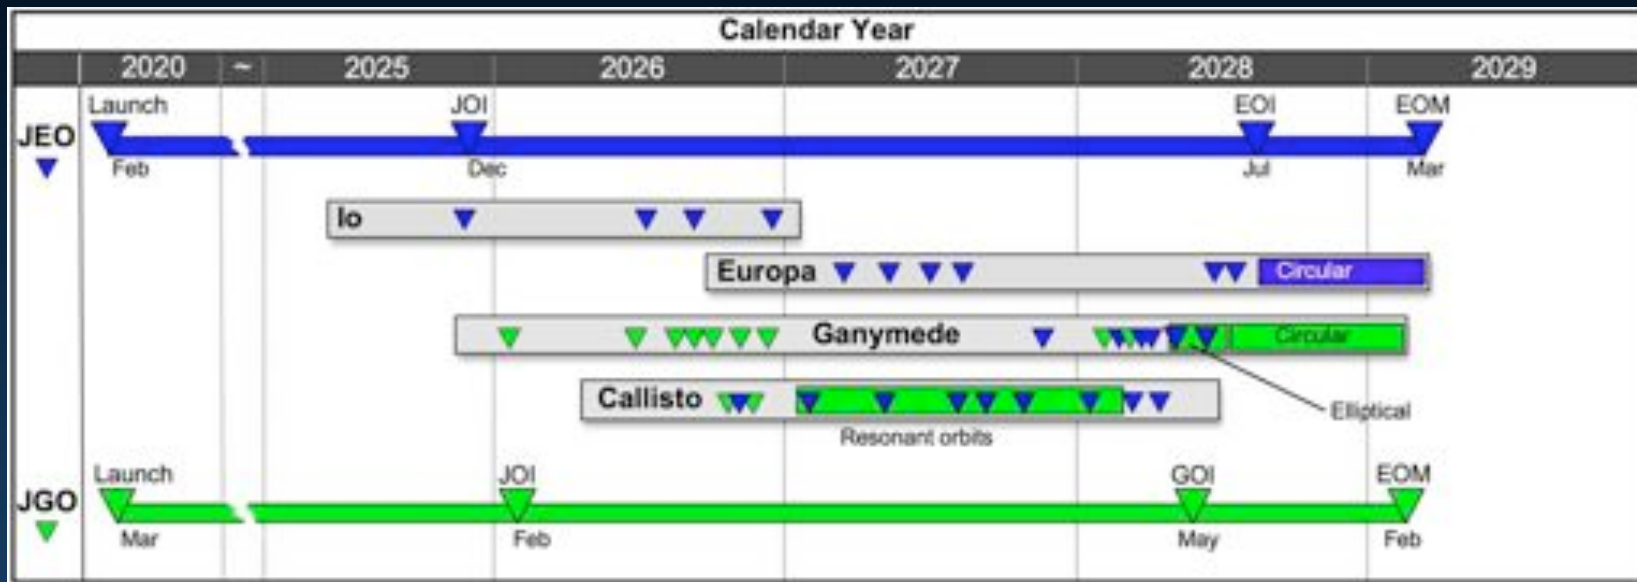 Calendar Year
2020 ~ 2025 2026 2027 2028 2029
Launch JOI EOI EOM
JEO
Feb Dec Jul Mar
Io
Europa Circular
Ganymede Circular
Callisto Elliptical
Resonant orbits
Launch JOI GOI EOM
JGO
Mar Feb May Feb